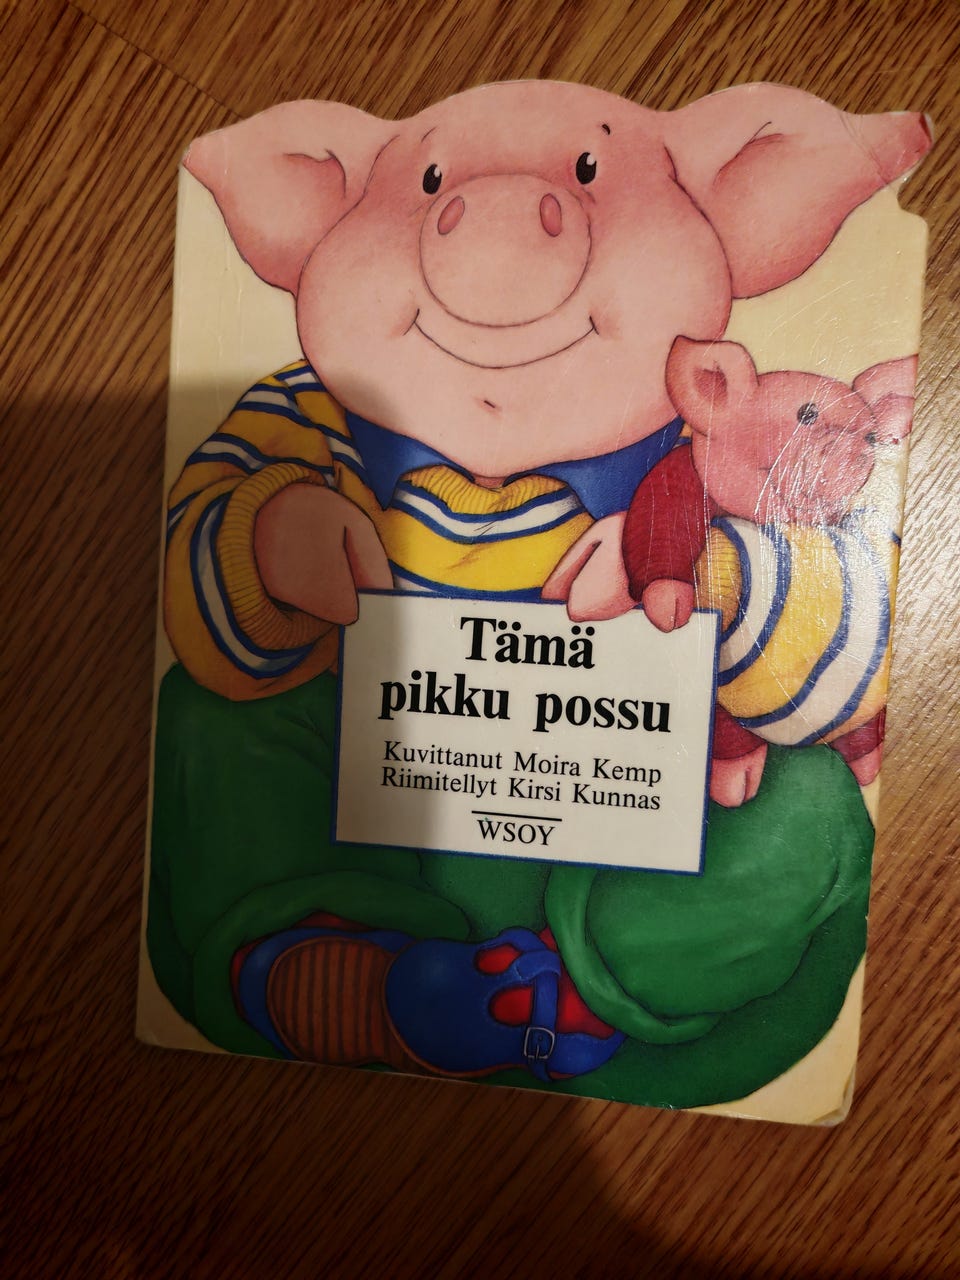 Tämä
pikku possu
Kuvittanut Moira Kemp
Riimitellyt Kirsi Kunnas
WSOY